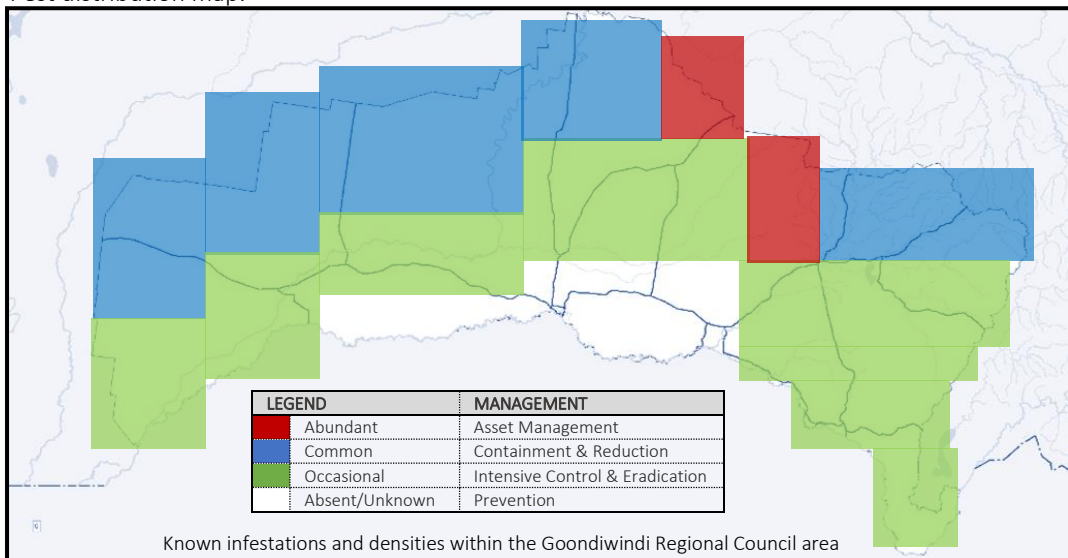 LEGEND MANAGEMENT
Abundant Asset Management
Common Containment & Reduction
Occasional Intensive Control & Eradication
Absent/Unknown Prevention
Known infestations and densities within the Goondiwindi Regional Council area